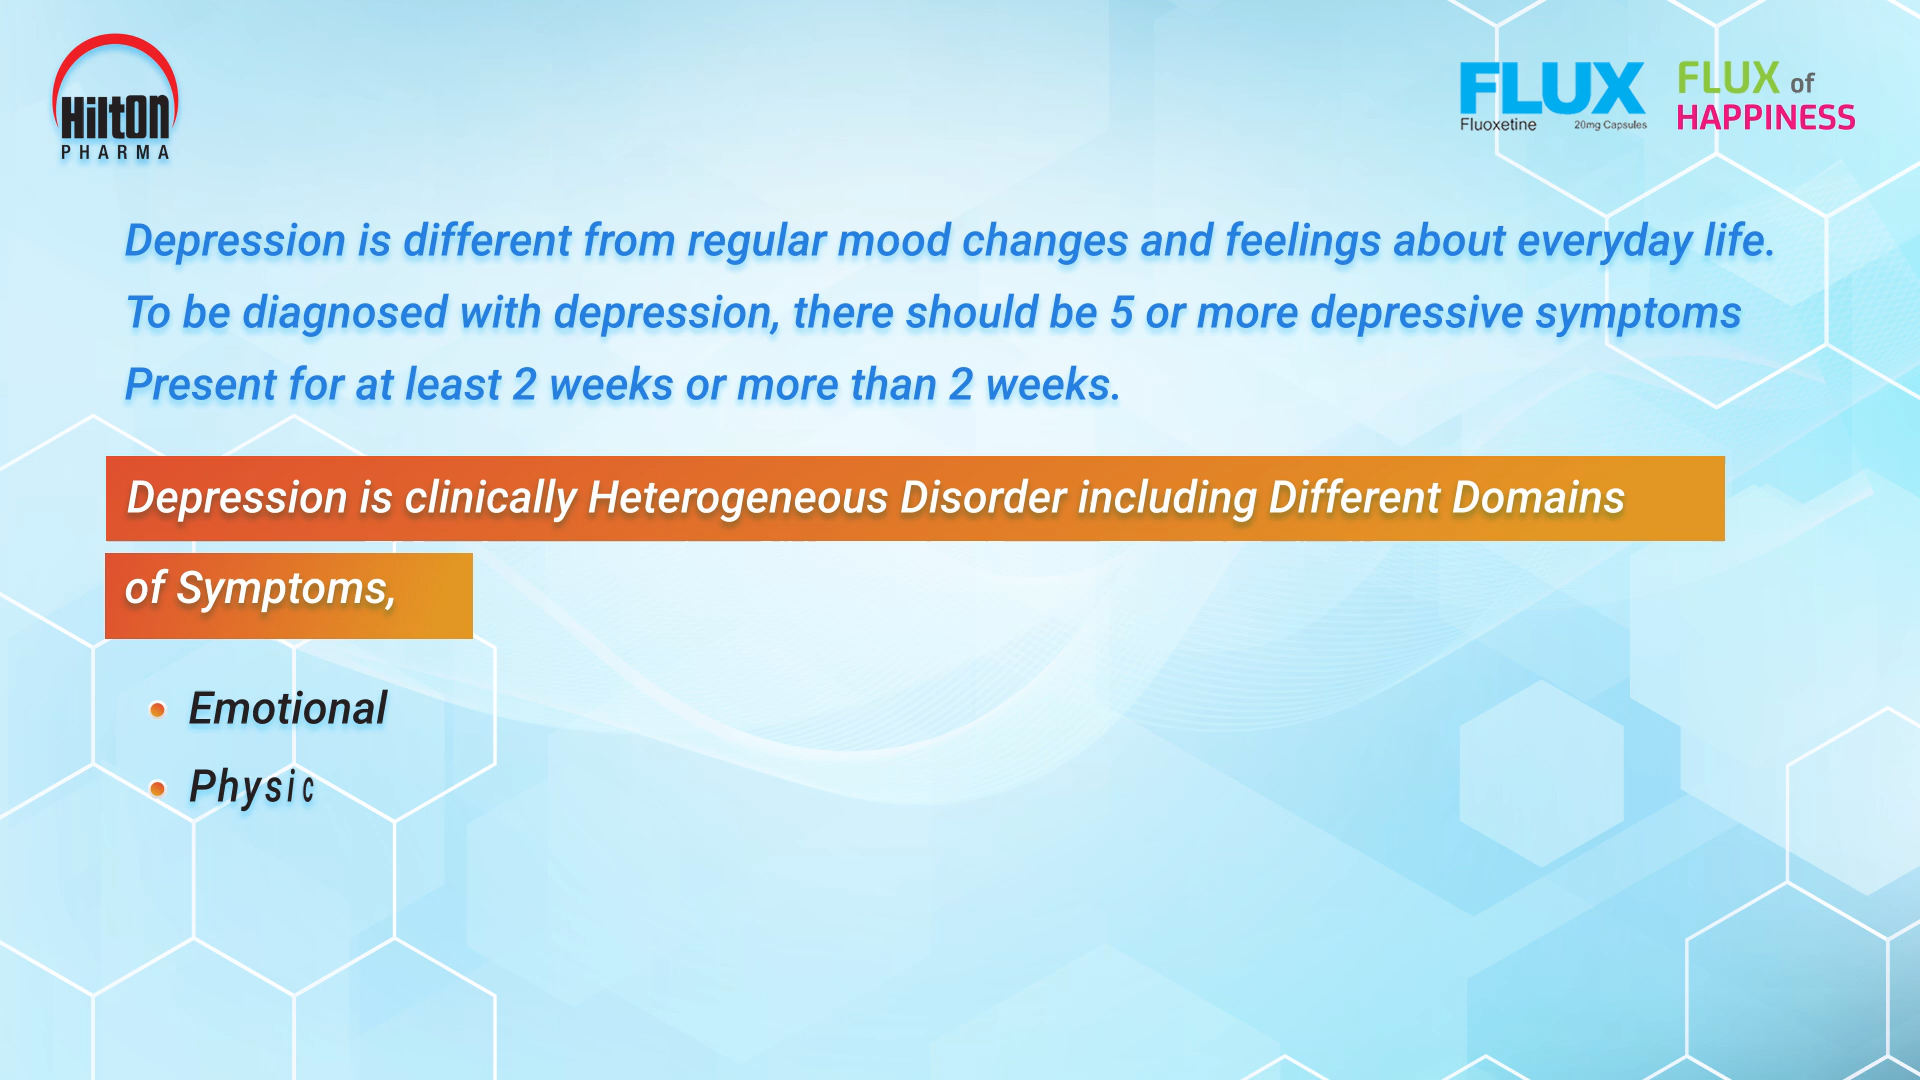 Hilton
PHARMA
FLUX
Fluoxetine 20mg Capsules
FLUX of
HAPPINESS
Depression is different from regular mood changes and feelings about everyday life.
To be diagnosed with depression, there should be 5 or more depressive symptoms
Present for at least 2 weeks or more than 2 weeks.
Depression is clinically Heterogeneous Disorder including Different Domains
of Symptoms,
• Emotional
• Physic